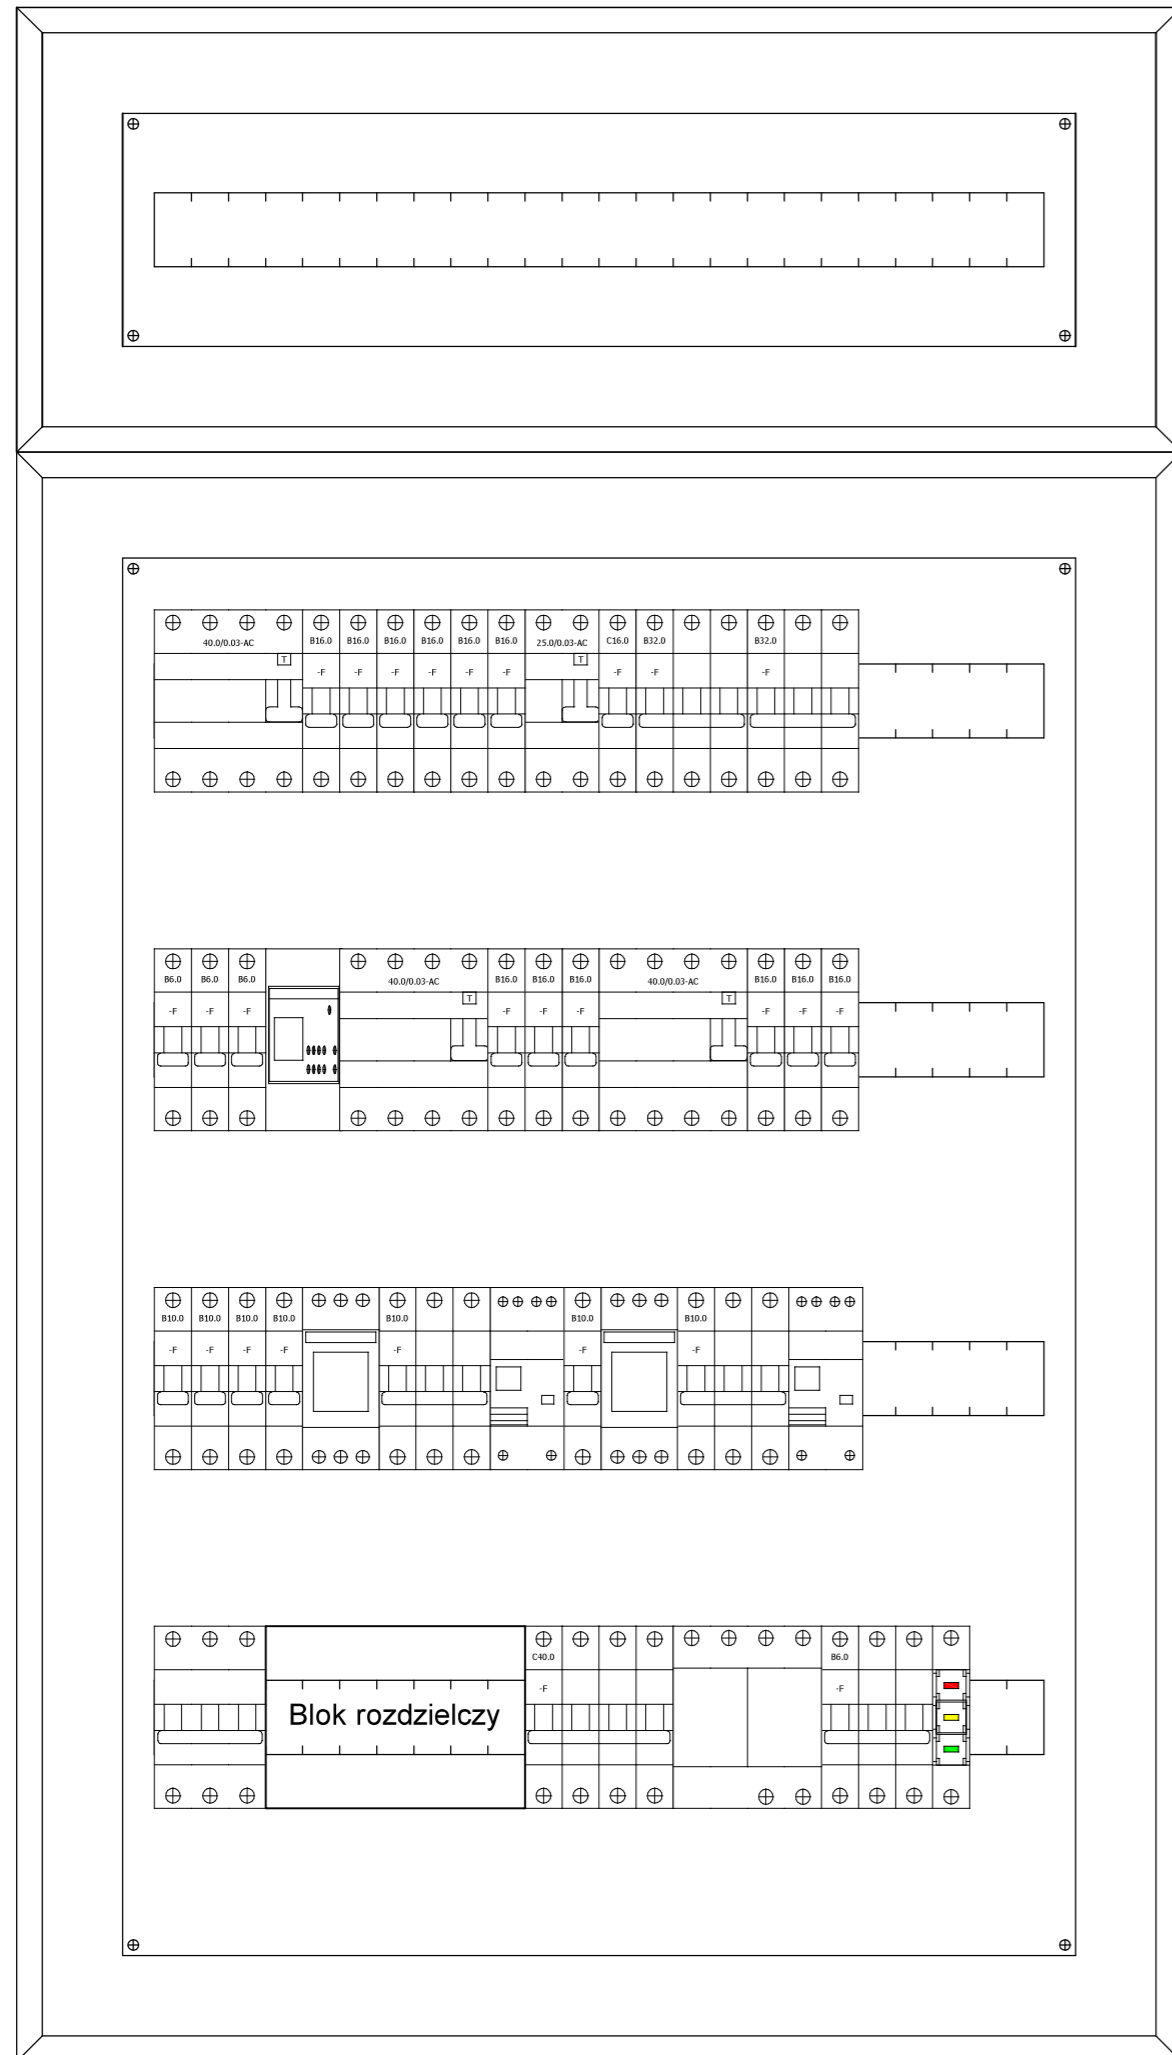 40.0/0.03-AC B16.0 B16.0 B16.0 B16.0 B16.0 B16.0 25.0/0.03-AC C16.0 B32.0 B32.0
T T
-F -F -F -F -F -F -F -F -F
B6.0 B6.0 B6.0 40.0/0.03-AC B16.0 B16.0 B16.0 40.0/0.03-AC B16.0 B16.0 B16.0
T T
-F -F -F -F -F -F -F -F -F
B10.0 B10.0 B10.0 B10.0 B10.0 B10.0 B10.0
-F -F -F -F -F -F -F
C40.0 B6.0
-F -F
Blok rozdzielczy